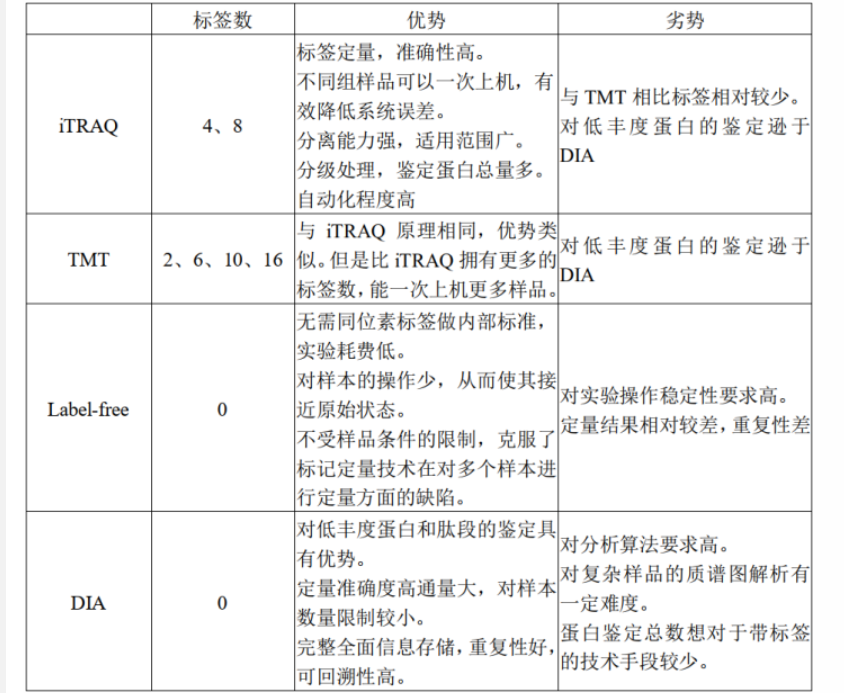 标签数 优势 劣势
iTRAQ
4、8
标签定量，准确性高。
不同组样品可以一次上机，有
效降低系统误差。
分离能力强，适用范围广。
分级处理，鉴定蛋白总量多。
自动化程度高
与 TMT 相比标签相对较少。
对低丰度蛋白的鉴定逊于
DIA
TMT
2、6、10、16
与 iTRAQ 原理相同，优势类
似。但是比 iTRAQ 拥有更多的
标签数，能一次上机更多样品。
对低丰度蛋白的鉴定逊于
DIA
Label-free
0
无需同位素标签做内部标准，
实验耗费低。
对样本的操作少，从而使其接
近原始状态。
不受样品条件的限制，克服了
标记定量技术在对多个样本进
行定量方面的缺陷。
对实验操作稳定性要求高。
定量结果相对较差，重复性差
DIA
0
对低丰度蛋白和肽段的鉴定具
有优势。
定量准确度高通量大，对样本
数量限制较小。
完整全面信息存储，重复性好，
可回溯性高。
对分析算法要求高。
对复杂样品的质谱图解析有
一定难度。
蛋白鉴定总数想对于带标签
的技术手段较少。